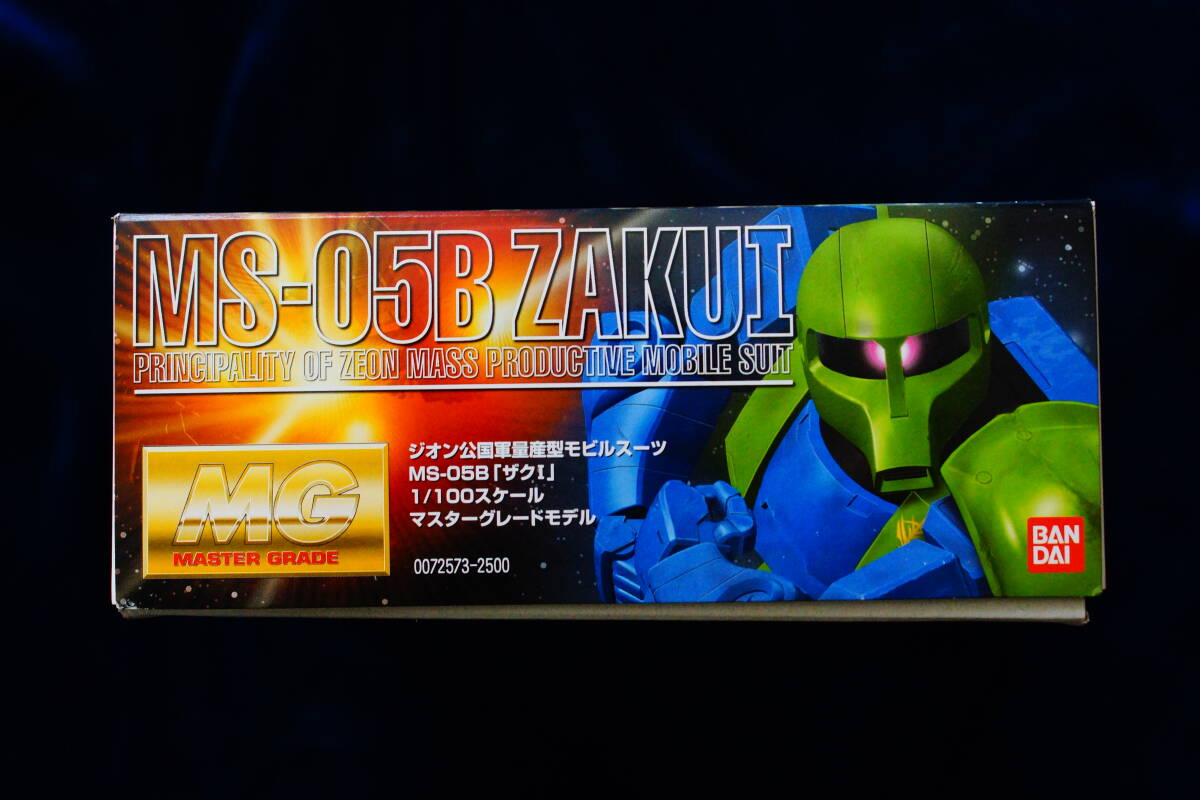 MS-05B ZAKUI
PRINCIPALITY OF ZEON MASS PRODUCTIVE MOBILE SUIT
MG
MASTER GRADE
ジオン公国軍量産型モビルスーツ
MS-05B「ザクI」
1/100スケール
マスターグレードモデル
0072573-2500
BAN
DAI